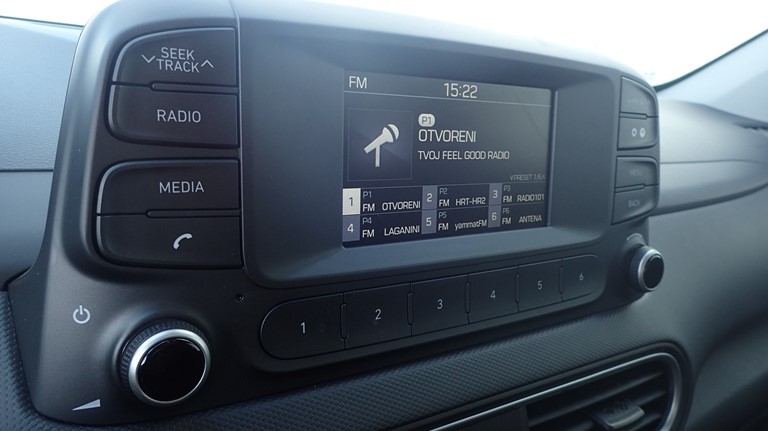 SEEK
TRACK
RADIO
MEDIA
FM 15:22
P1
OTVORENI
TVOJ FEEL GOOD RADIO
1 P1 FM OTVORENI 2 P2 FM HRT-HR2 3 P3 FM RADIO101
4 P4 FM LAGANINI 5 P5 FM yammatFM 6 P6 FM ANTENA
MENU
BACK
1 2 3 4 5 6